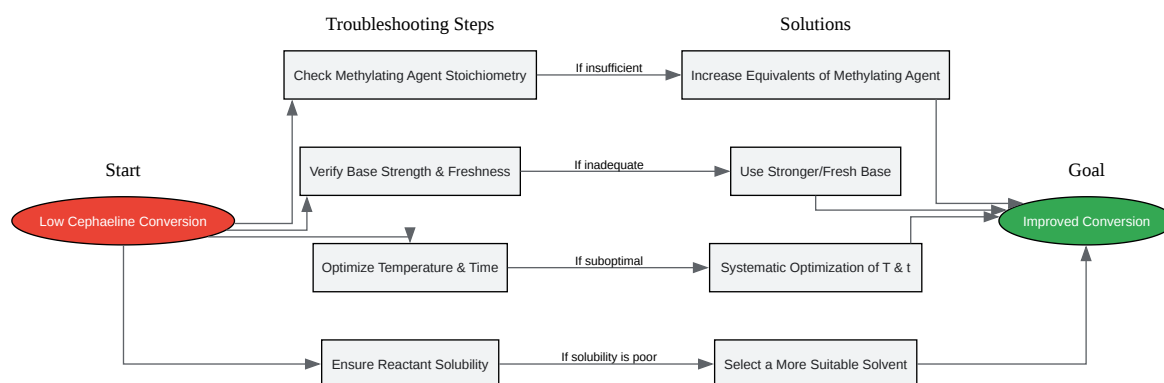 Troubleshooting Steps
Solutions
Check Methylating Agent Stoichiometry
If insufficient
Increase Equivalents of Methylating Agent
Start
Verify Base Strength & Freshness
If inadequate
Use Stronger/Fresh Base
Goal
Low Cephaeline Conversion
Improved Conversion
Optimize Temperature & Time
If suboptimal
Systematic Optimization of T & t
Ensure Reactant Solubility
If solubility is poor
Select a More Suitable Solvent